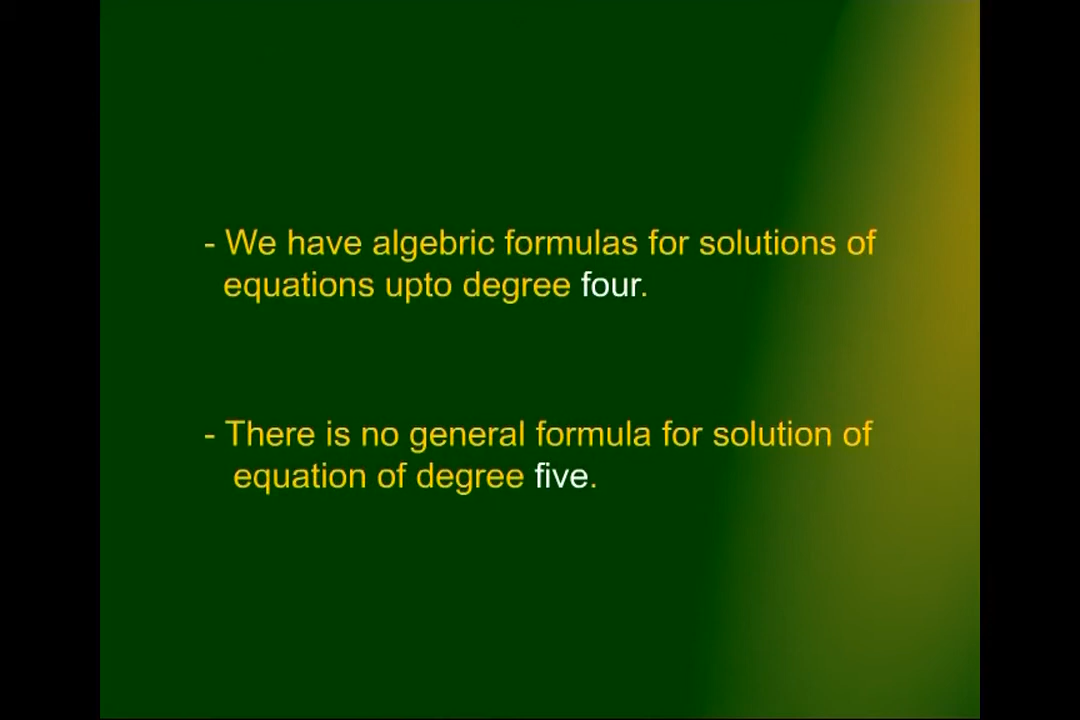 - We have algebric formulas for solutions of
equations upto degree four.
- There is no general formula for solution of
equation of degree five.